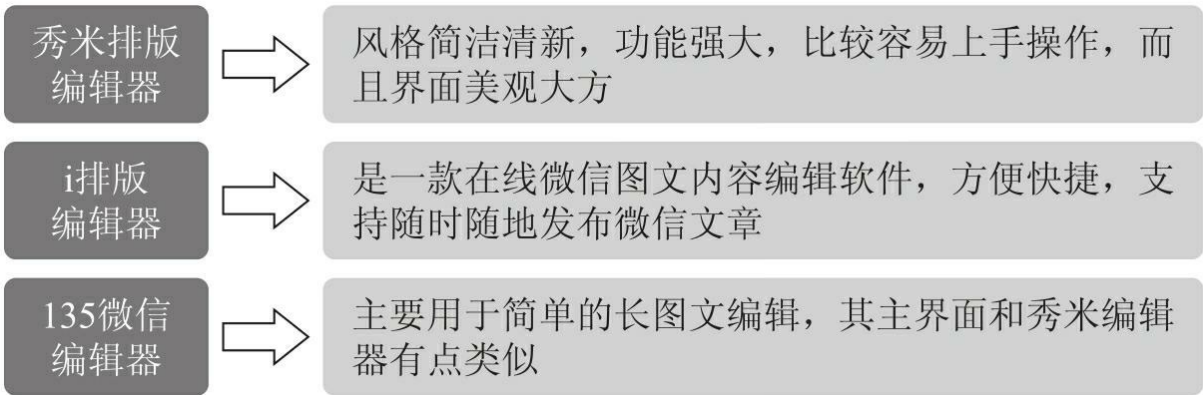 秀米排版
编辑器
风格简洁清新，功能强大，比较容易上手操作，而
且界面美观大方
i排版
编辑器
是一款在线微信图文内容编辑软件，方便快捷，支
持随时随地发布微信文章
135微信
编辑器
主要用于简单的长图文编辑，其主界面和秀米编辑
器有点类似